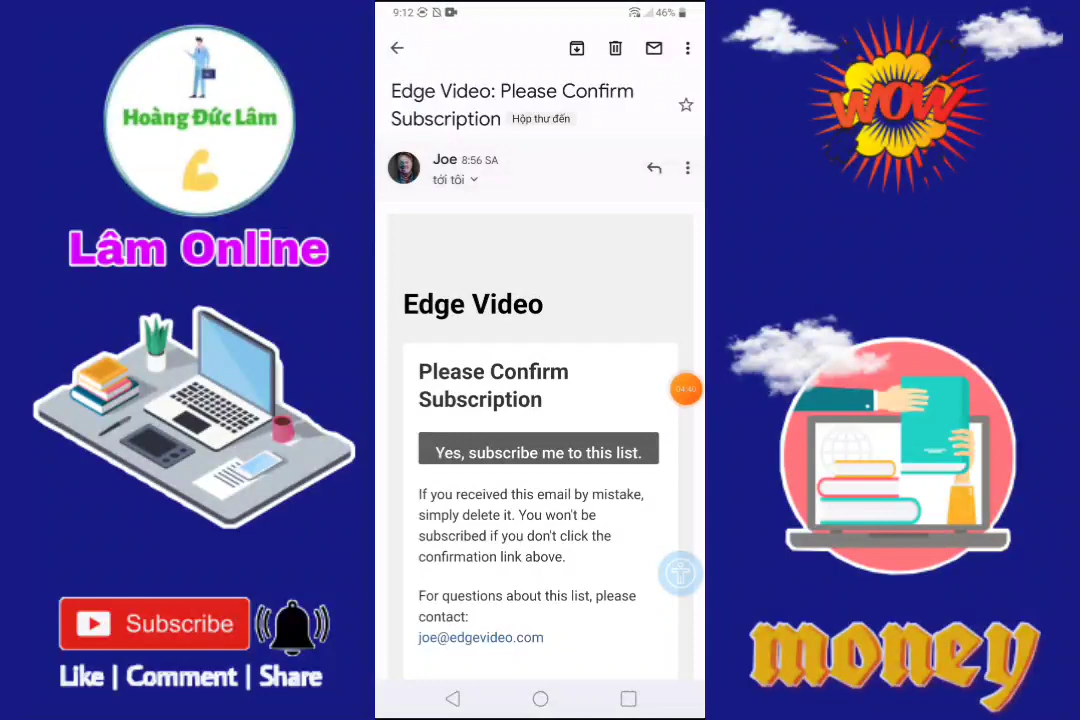 Hoàng Đức Lâm
Lâm Online
Subscribe
Like | Comment | Share
9:12
46%
Edge Video: Please Confirm
Subscription Hộp thư đến
Joe 8:56 SA
tới tôi
Edge Video
Please Confirm
Subscription
Yes, subscribe me to this list.
If you received this email by mistake,
simply delete it. You won't be
subscribed if you don't click the
confirmation link above.
For questions about this list, please
contact:
joe@edgevideo.com
04:40
WOW
money